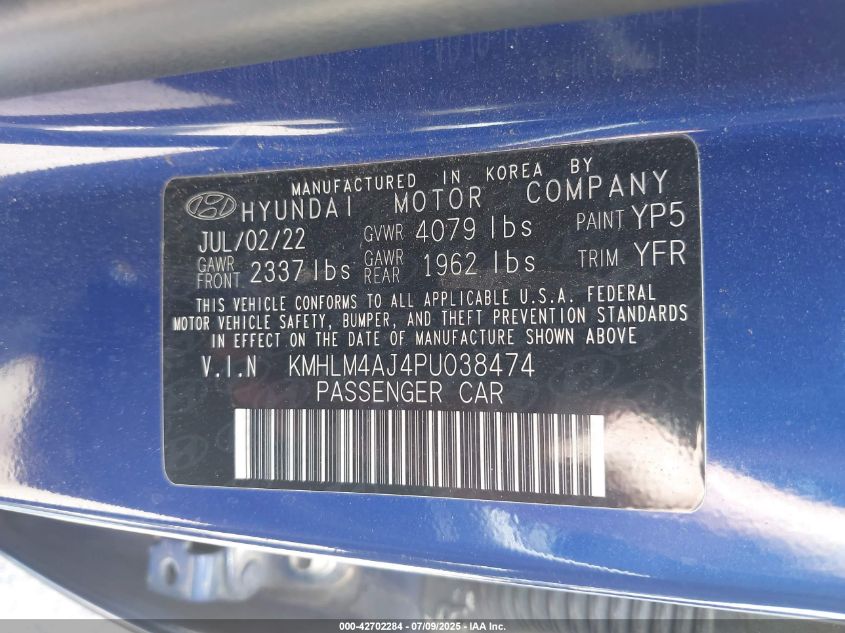 MANUFACTURED IN KOREA BY
HYUNDAI MOTOR COMPANY
JUL/02/22 GVWR 4079 lbs PAINT YP5
GAWR FRONT 2337 lbs GAWR REAR 1962 lbs TRIM YFR
THIS VEHICLE CONFORMS TO ALL APPLICABLE U.S.A. FEDERAL
MOTOR VEHICLE SAFETY, BUMPER, AND THEFT PREVENTION STANDARDS
IN EFFECT ON THE DATE OF MANUFACTURE SHOWN ABOVE
V.I.N KMHLM4AJ4PU038474
PASSENGER CAR
000-42702284 - 07/09/2025 - IAA Inc.